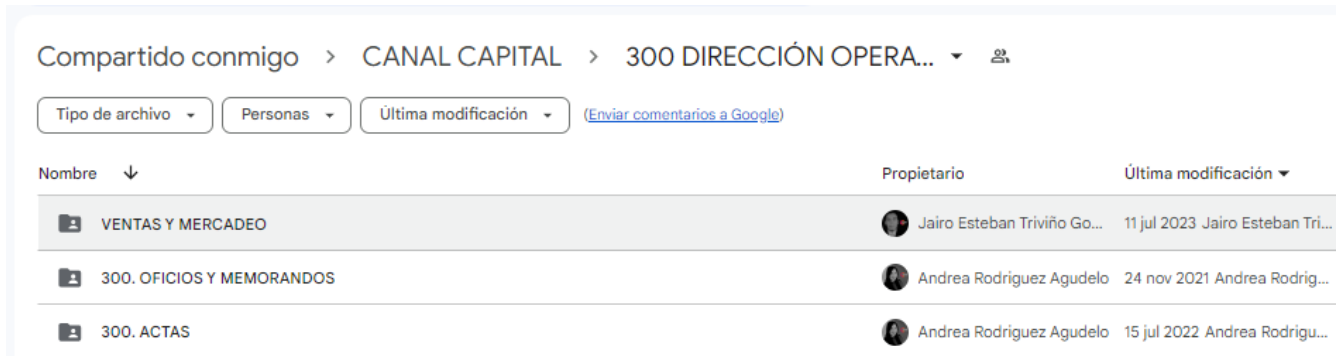 Compartido conmigo > CANAL CAPITAL > 300 DIRECCIÓN OPERA...
Tipo de archivo Personas Última modificación (Enviar comentarios a Google)
Nombre Propietario Última modificación
VENTAS Y MERCADEO Jairo Esteban Triviño Go... 11 jul 2023 Jairo Esteban Tri...
300. OFICIOS Y MEMORANDOS Andrea Rodriguez Agudelo 24 nov 2021 Andrea Rodrig...
300. ACTAS Andrea Rodriguez Agudelo 15 jul 2022 Andrea Rodrigu...